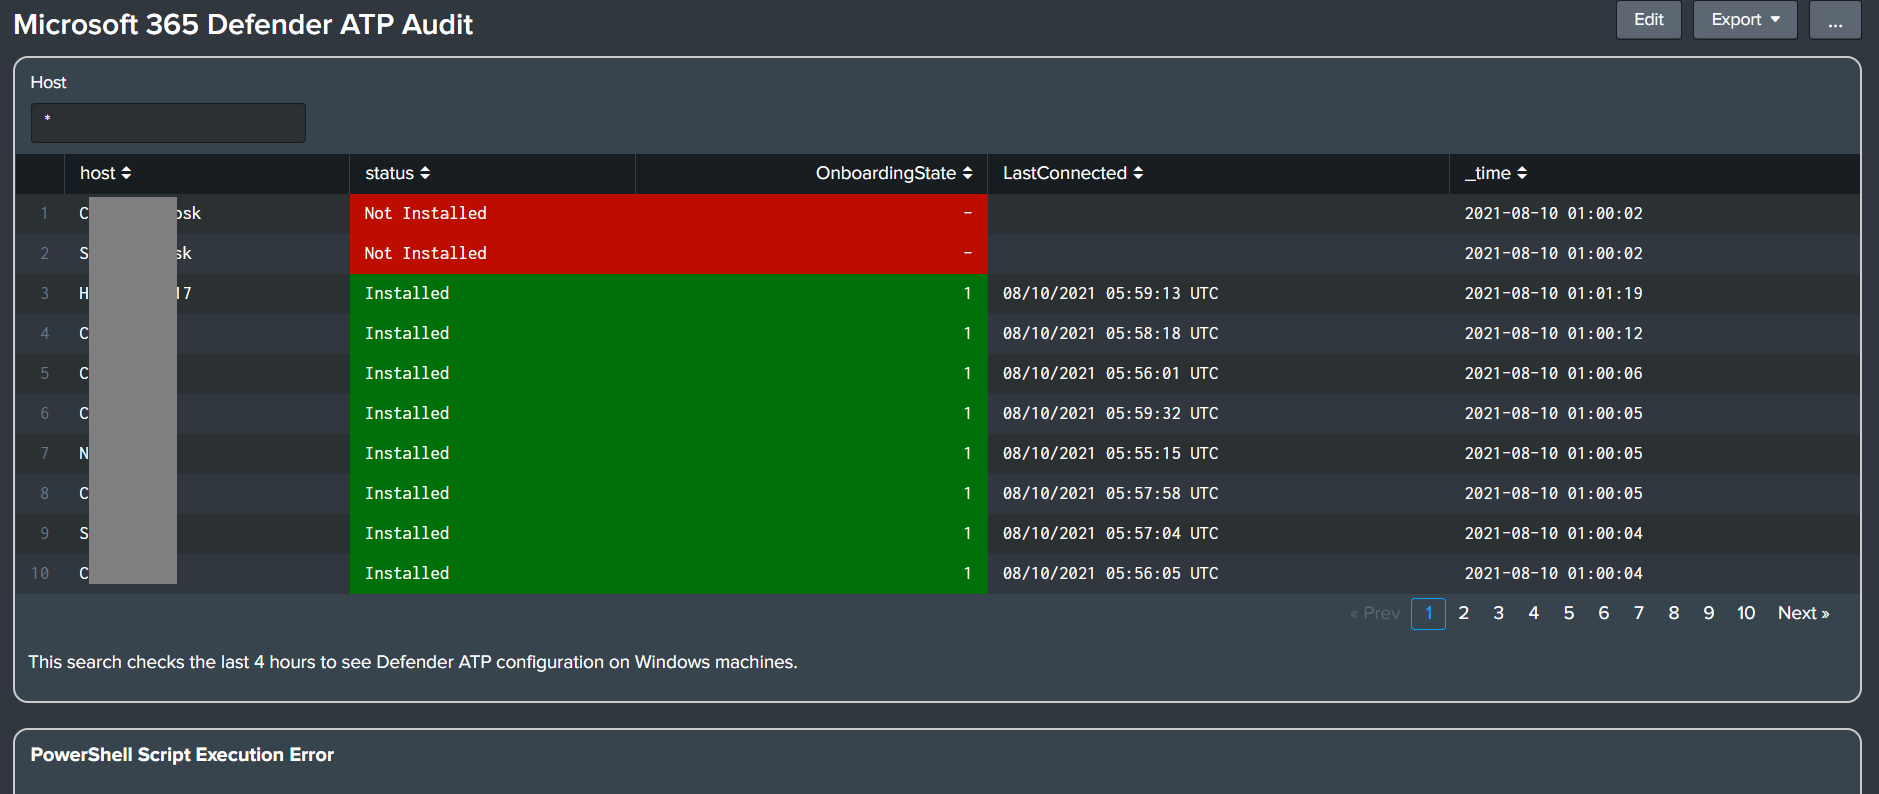 Microsoft 365 Defender ATP Audit
Edit Export ...
Host
*
host status OnboardingState LastConnected _time
1 C osk Not Installed - 2021-08-10 01:00:02
2 S sk Not Installed - 2021-08-10 01:00:02
3 H 17 Installed 1 08/10/2021 05:59:13 UTC 2021-08-10 01:01:19
4 C Installed 1 08/10/2021 05:58:18 UTC 2021-08-10 01:00:12
5 C Installed 1 08/10/2021 05:56:01 UTC 2021-08-10 01:00:06
6 C Installed 1 08/10/2021 05:59:32 UTC 2021-08-10 01:00:05
7 N Installed 1 08/10/2021 05:55:15 UTC 2021-08-10 01:00:05
8 C Installed 1 08/10/2021 05:57:58 UTC 2021-08-10 01:00:05
9 S Installed 1 08/10/2021 05:57:04 UTC 2021-08-10 01:00:04
10 C Installed 1 08/10/2021 05:56:05 UTC 2021-08-10 01:00:04
« Prev 1 2 3 4 5 6 7 8 9 10 Next »
This search checks the last 4 hours to see Defender ATP configuration on Windows machines.
PowerShell Script Execution Error